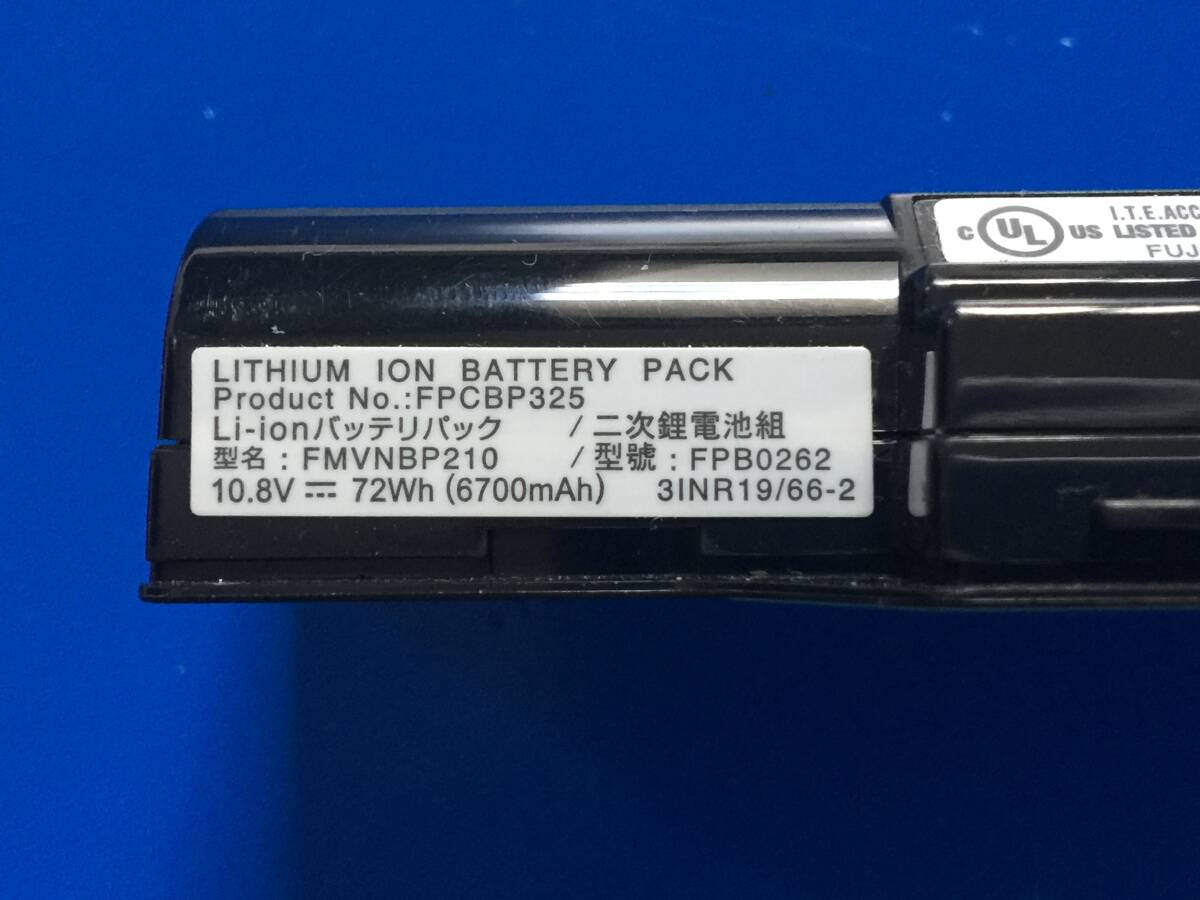 LITHIUM ION BATTERY PACK
Product No.:FPCBP325
Li-ionバッテリパック / 二次鋰電池組
型名：FMVNBP210 / 型號：FPB0262
10.8V ⎓ 72Wh (6700mAh) 3INR19/66-2
C UL US LISTED
I.T.E.ACC
FUJ